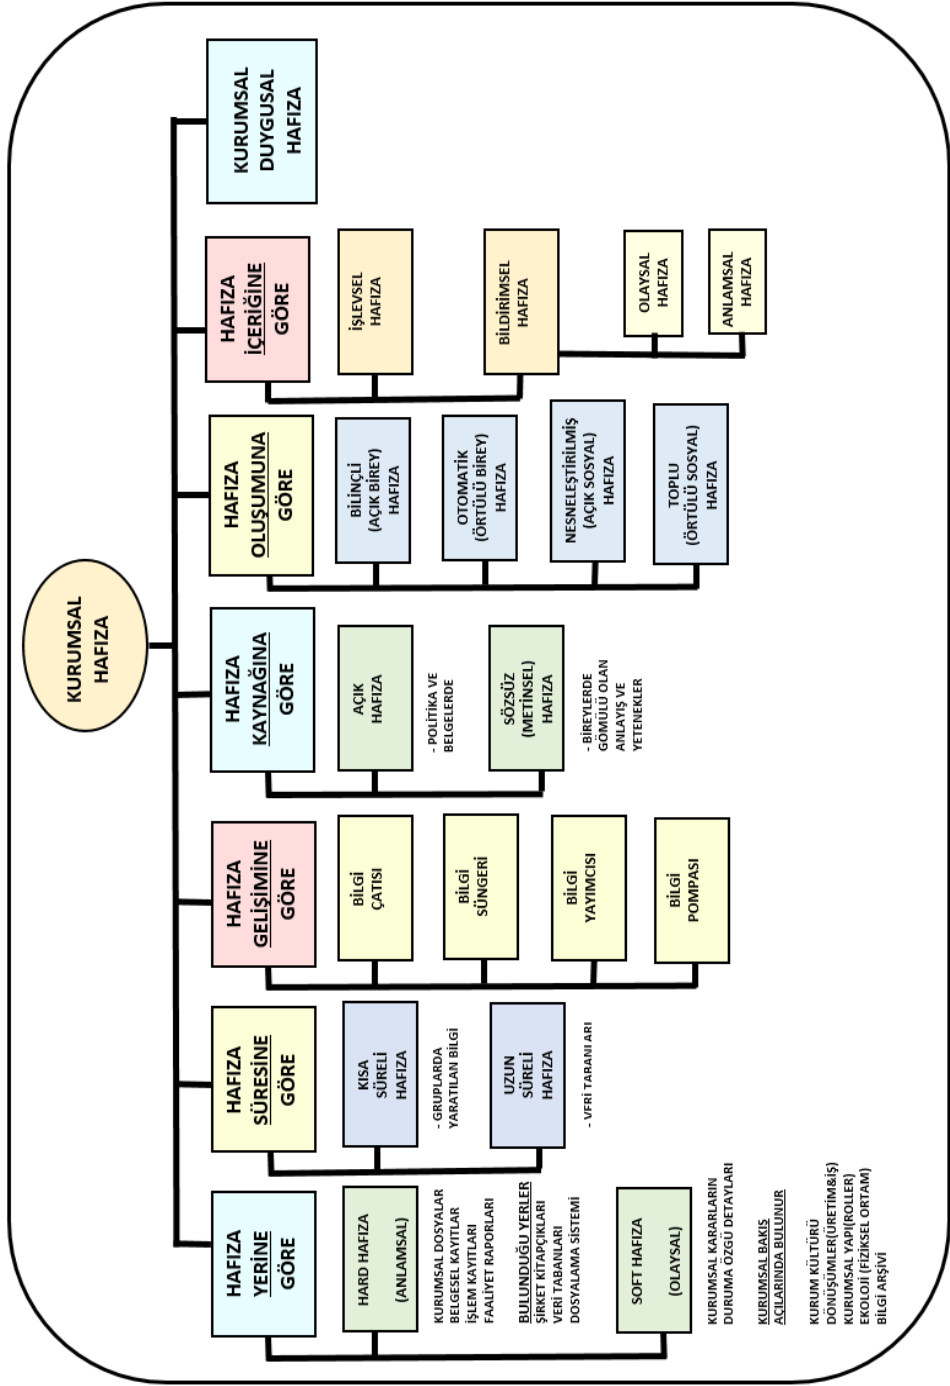 KURUMSAL
HAFIZA
HAFIZA
YERİNE
GÖRE
HARD HAFIZA
(ANLAMSAL)
KURUMSAL DOSYALAR
BELGESEL KAYITLAR
İŞLEM KAYITLARI
FAALİYET RAPORLARI
BULUNDUĞU YERLER
ŞİRKET KİTAPÇIKLARI
VERİ TABANLARI
DOSYALAMA SİSTEMİ
SOFT HAFIZA
(OLAYSAL)
KURUMSAL KARARLARIN
DURUMA ÖZGÜ DETAYLARI
KURUMSAL BAKIŞ
AÇILARINDA BULUNUR
KURUM KÜLTÜRÜ
DÖNÜŞÜMLER(ÜRETİM&İŞ)
KURUMSAL YAPI(ROLLER)
EKOLOJİ (FİZİKSEL ORTAM)
BİLGİ ARŞİVİ
HAFIZA
SÜRESİNE
GÖRE
KISA
SÜRELİ
HAFIZA
- GRUPLARDA
YARATILAN BİLGİ
UZUN
SÜRELİ
HAFIZA
- VERİ TABANLARI
HAFIZA
GELİŞİMİNE
GÖRE
BİLGİ
ÇATISI
BİLGİ
SÜNGERİ
BİLGİ
YAYIMCISI
BİLGİ
POMPASI
HAFIZA
KAYNAĞINA
GÖRE
AÇIK
HAFIZA
- POLİTİKA VE
BELGELERDE
SÖZSÜZ
(METİNSEL)
HAFIZA
- BİREYLERDE
GÖMÜLÜ OLAN
ANLAYIŞ VE
YETENEKLER
HAFIZA
OLUŞUMUNA
GÖRE
BİLİNÇLİ
(AÇIK BİREY)
HAFIZA
OTOMATİK
(ÖRTÜLÜ BİREY)
HAFIZA
NESNELEŞTİRİLMİŞ
(AÇIK SOSYAL)
HAFIZA
TOPLU
(ÖRTÜLÜ SOSYAL)
HAFIZA
HAFIZA
İÇERİĞİNE
GÖRE
İŞLEVSEL
HAFIZA
BİLDİRİMSEL
HAFIZA
OLAYSAL
HAFIZA
ANLAMSAL
HAFIZA
KURUMSAL
DUYGUSAL
HAFIZA